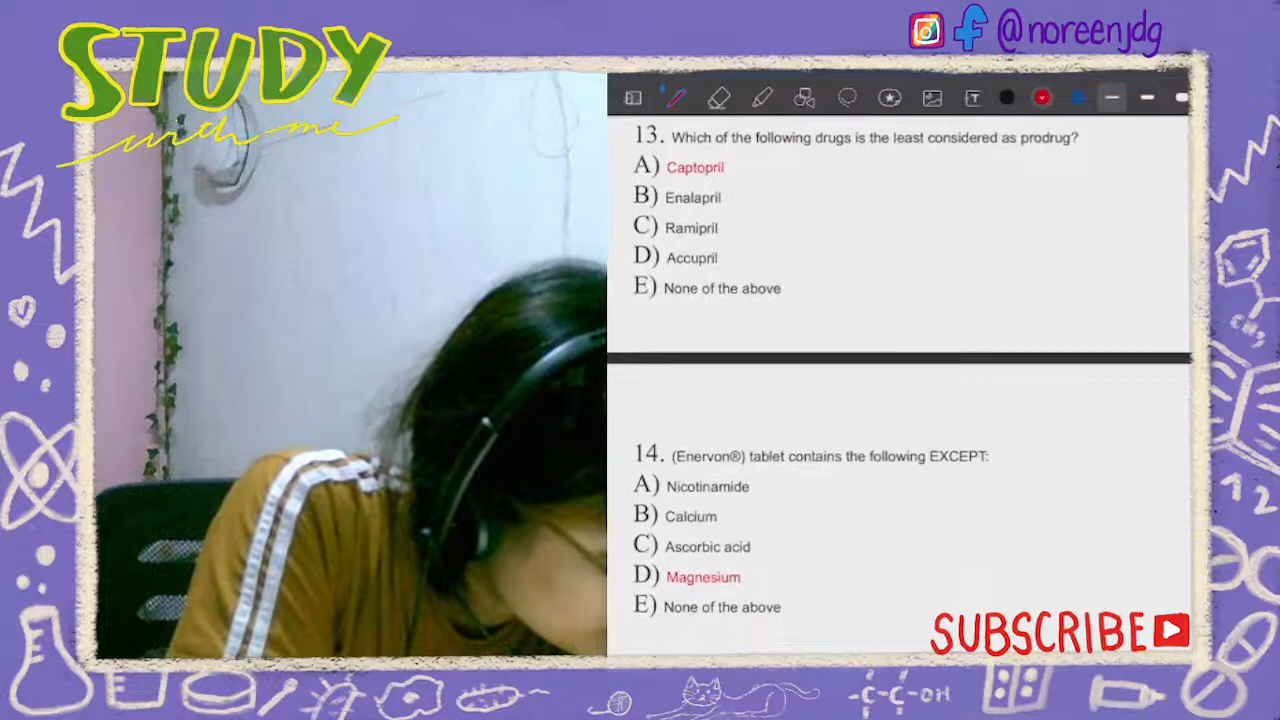 STUDY
with me
@noreenjdg
13. Which of the following drugs is the least considered as prodrug?
A) Captopril
B) Enalapril
C) Ramipril
D) Accupril
E) None of the above
14. (Enervon®) tablet contains the following EXCEPT:
A) Nicotinamide
B) Calcium
C) Ascorbic acid
D) Magnesium
E) None of the above
SUBSCRIBE
CH3
12
-C-C-OH